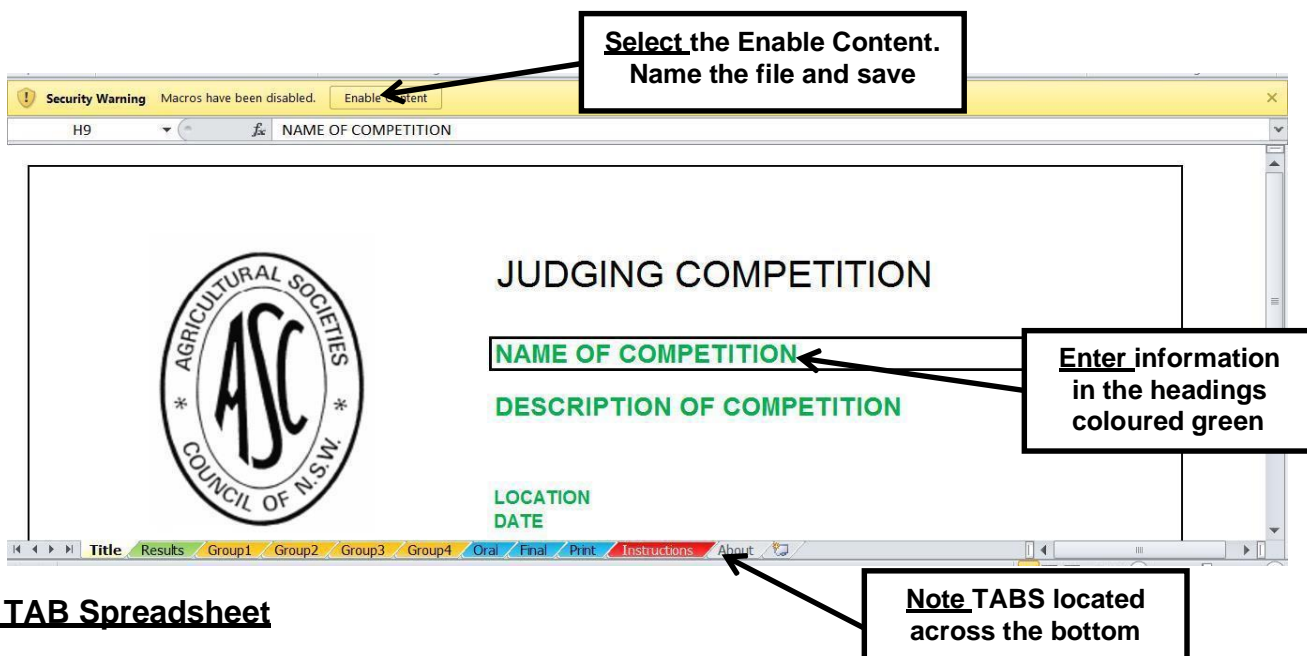 Select the Enable Content.
Name the file and save
Security Warning Macros have been disabled. Enable Content
H9 fx NAME OF COMPETITION
JUDGING COMPETITION
AGRICULTURAL SOCIETIES
ASC
* *
COUNCIL OF N.S.W.
NAME OF COMPETITION
DESCRIPTION OF COMPETITION
Enter information
in the headings
coloured green
LOCATION
DATE
Title Results Group1 Group2 Group3 Group4 Oral Final Print Instructions About
Note TABS located
across the bottom
TAB Spreadsheet